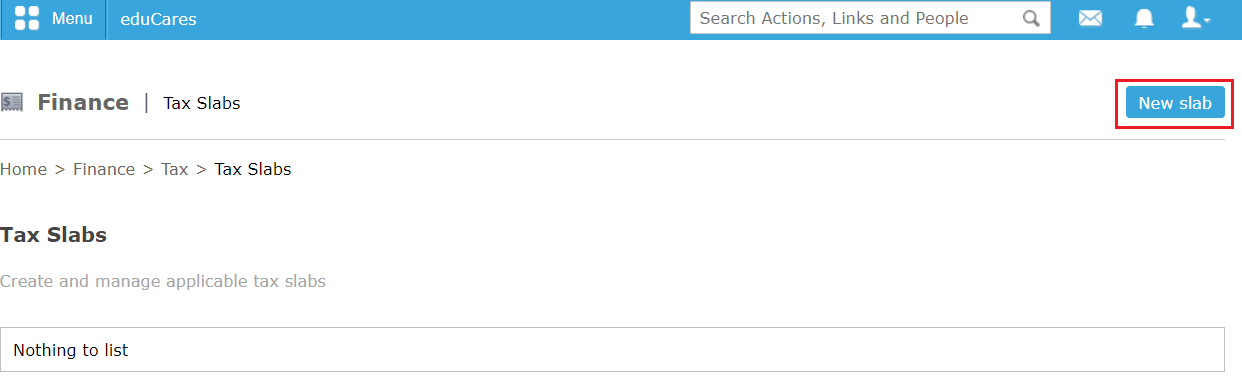 Menu eduCares Search Actions, Links and People
Finance | Tax Slabs New slab
Home > Finance > Tax > Tax Slabs
Tax Slabs
Create and manage applicable tax slabs
Nothing to list